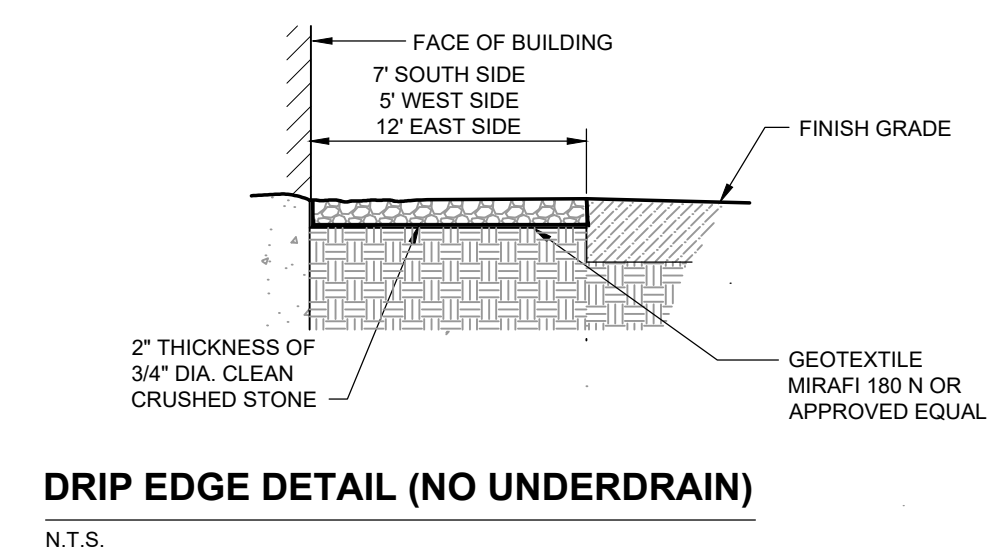 FACE OF BUILDING
7' SOUTH SIDE
5' WEST SIDE
12' EAST SIDE
FINISH GRADE
2" THICKNESS OF
3/4" DIA. CLEAN
CRUSHED STONE
GEOTEXTILE
MIRAFI 180 N OR
APPROVED EQUAL
DRIP EDGE DETAIL (NO UNDERDRAIN)
N.T.S.